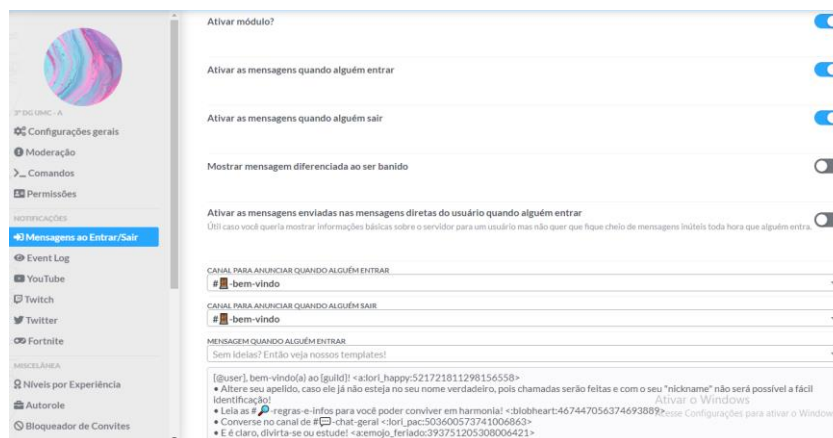 3º DG UMC - A
Configurações gerais
Moderação
>_ Comandos
Permissões
NOTIFICAÇÕES
Mensagens ao Entrar/Sair
Event Log
YouTube
Twitch
Twitter
Fortnite
MISCELÂNEA
Níveis por Experiência
Autorole
Bloqueador de Convites
Ativar módulo?
Ativar as mensagens quando alguém entrar
Ativar as mensagens quando alguém sair
Mostrar mensagem diferenciada ao ser banido
Ativar as mensagens enviadas nas mensagens diretas do usuário quando alguém entrar
Útil caso você queria mostrar informações básicas sobre o servidor para um usuário mas não quer que fique cheio de mensagens inúteis toda hora que alguém entra.
CANAL PARA ANUNCIAR QUANDO ALGUÉM ENTRAR
#🚪-bem-vindo
CANAL PARA ANUNCIAR QUANDO ALGUÉM SAIR
#🚪-bem-vindo
MENSAGEM QUANDO ALGUÉM ENTRAR
Sem ideias? Então veja nossos templates!
{@user}, bem-vindo(a) ao {guild}! <a:lori_happy:521721811298156558>
• Altere seu apelido, caso ele já não esteja no seu nome verdadeiro, pois chamadas serão feitas e com o seu "nickname" não será possível a fácil
identificação!
• Leia as #🔎-regras-e-infos para você poder conviver em harmonia! <:blobheart:467447056374693889>
• Converse no canal de #💬-chat-geral <:lori_pac:503600573741006863>
• E é claro, divirta-se ou estude! <a:emojo_feriado:393751205308006421>
Ativar o Windows
Acesse Configurações para ativar o Windows